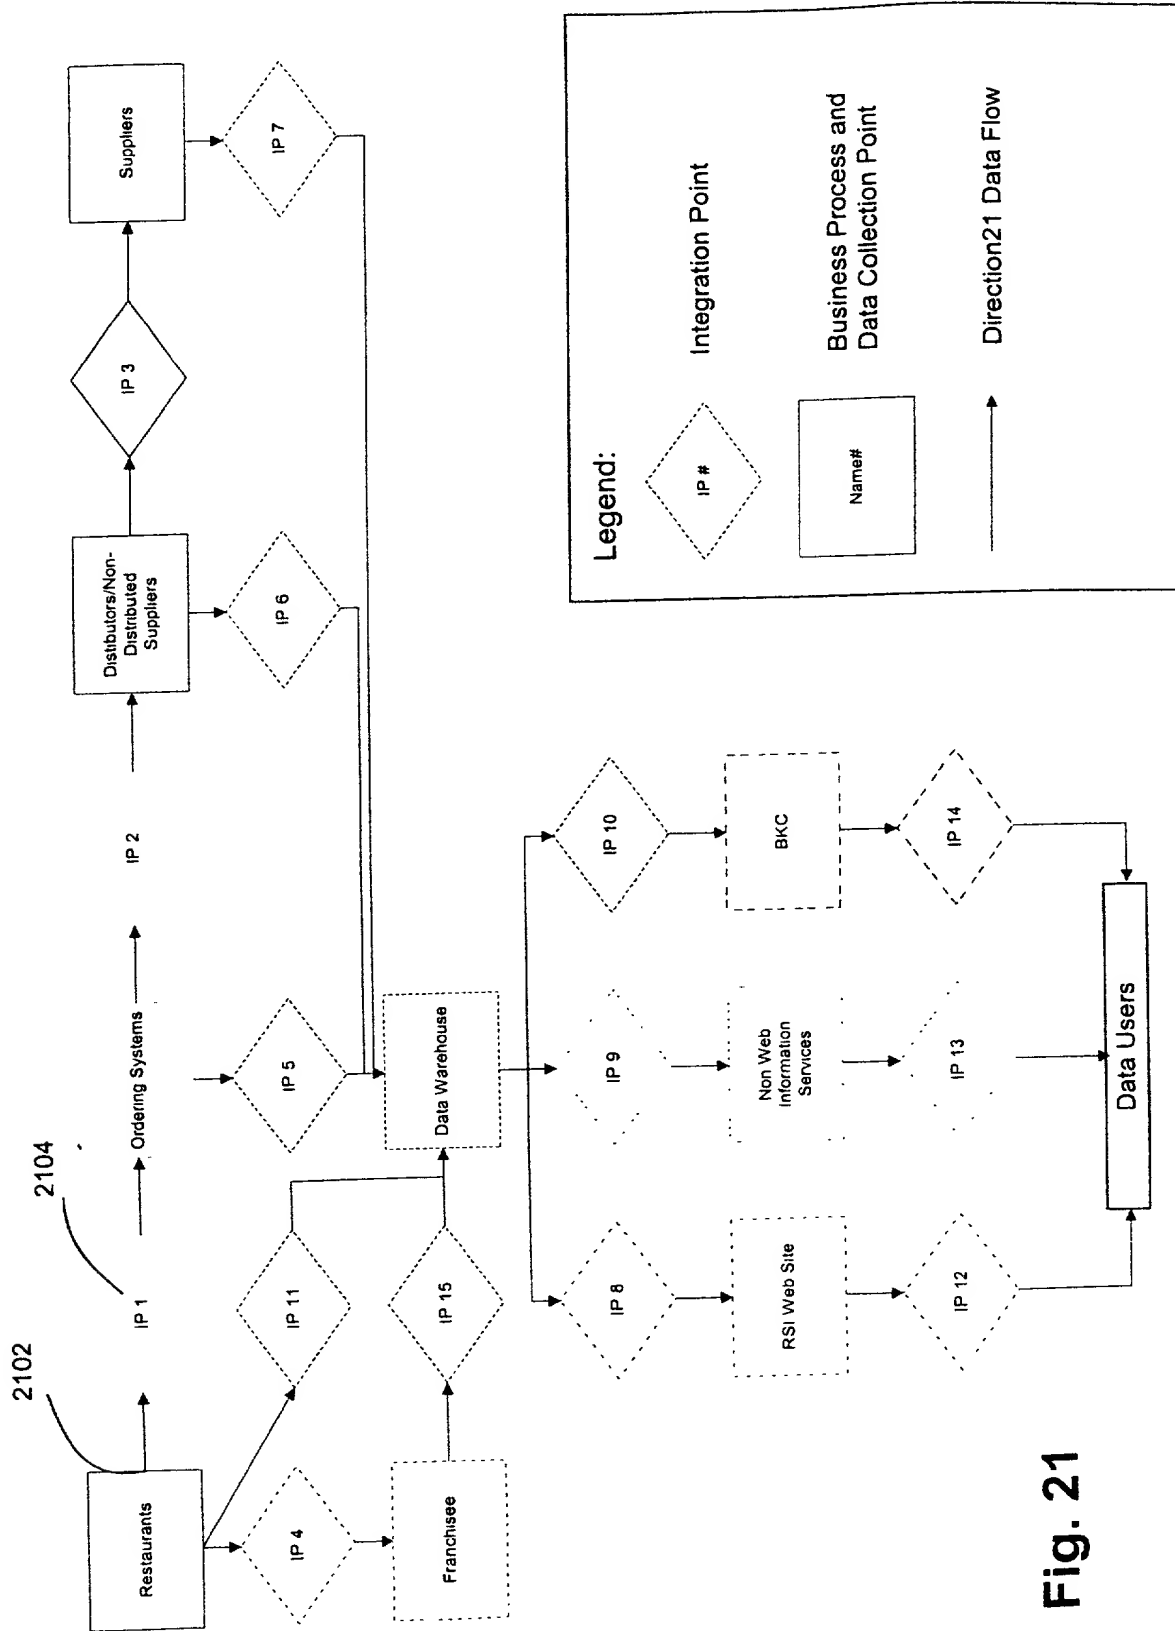 2102
2104
Restaurants
IP 1
Ordering Systems
IP 2
Distributors/Non-
Distributed
Suppliers
IP 3
Suppliers
IP 4
IP 11
IP 5
IP 6
IP 7
Franchisee
IP 15
Data Warehouse
IP 8
IP 9
IP 10
RSI Web Site
Non Web
Information
Services
BKC
IP 12
IP 13
IP 14
Data Users
Legend:
IP #
Integration Point
Name#
Business Process and
Data Collection Point
Direction21 Data Flow
Fig. 21